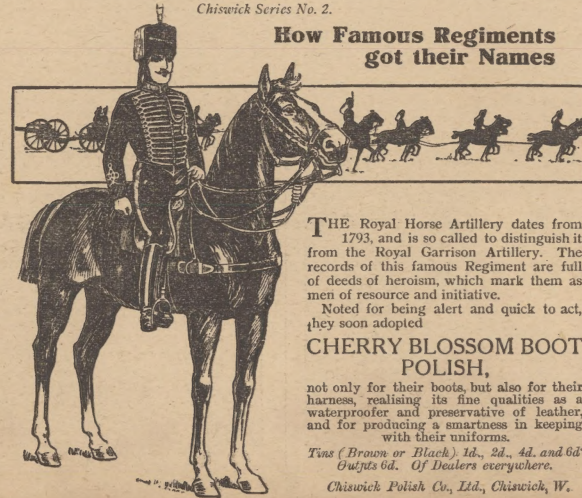 Chiswick Series No. 2.
How Famous Regiments
got their Names
THE Royal Horse Artillery dates from
1793, and is so called to distinguish it
from the Royal Garrison Artillery. The
records of this famous Regiment are full
of deeds of heroism, which mark them as
men of resource and initiative.
Noted for being alert and quick to act,
they soon adopted
CHERRY BLOSSOM BOOT
POLISH,
not only for their boots, but also for their
harness, realising its fine qualities as a
waterproofer and preservative of leather,
and for producing a smartness in keeping
with their uniforms.
Tins (Brown or Black) 1d., 2d., 4d. and 6d.
Outfits 6d. Of Dealers everywhere.
Chiswick Polish Co., Ltd., Chiswick, W.